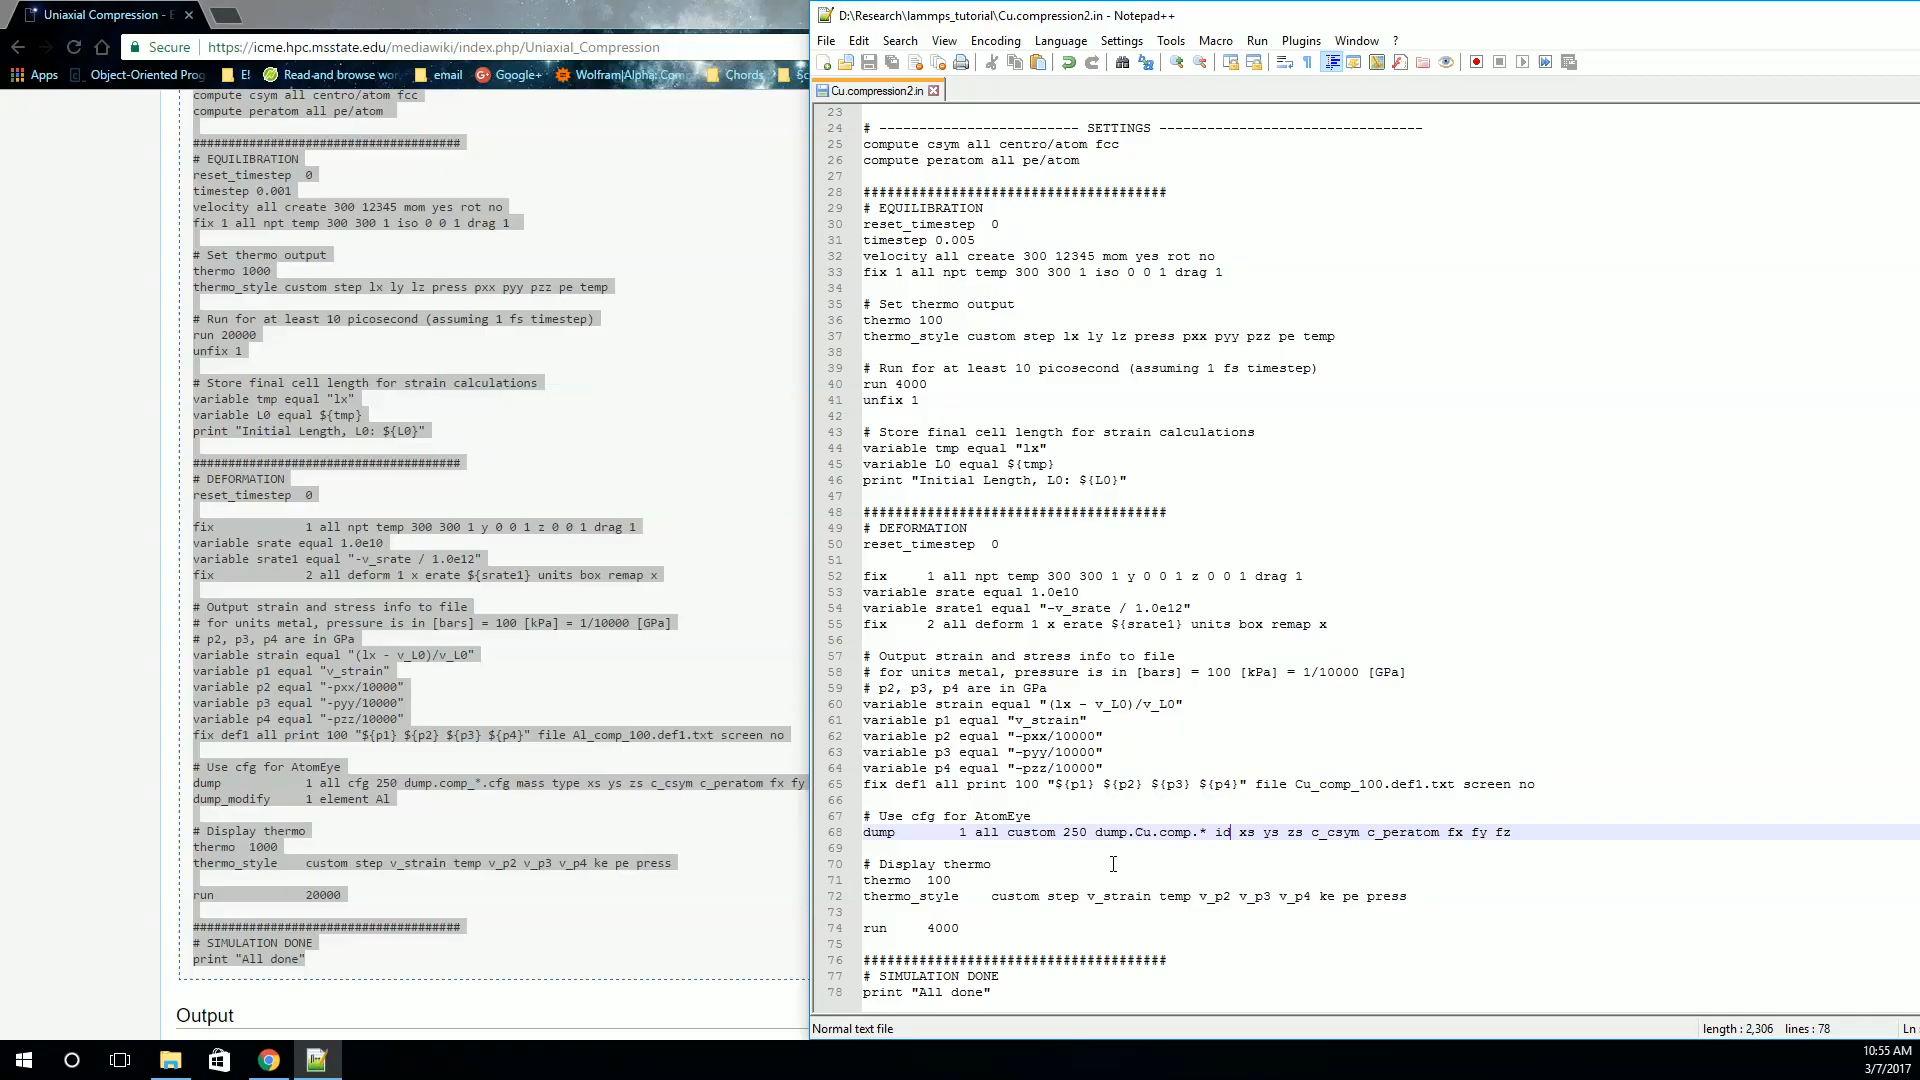 Uniaxial Compression - E
Secure
https://icme.hpc.msstate.edu/mediawiki/index.php/Uniaxial_Compression
Apps
Object-Oriented Prog
E!
Read-and browse wor
email
Google+
Wolfram|Alpha: Comp
Chords
compute csym all centro/atom fcc
compute peratom all pe/atom
######################################
# EQUILIBRATION
reset_timestep  0
timestep 0.001
velocity all create 300 12345 mom yes rot no
fix 1 all npt temp 300 300 1 iso 0 0 1 drag 1
# Set thermo output
thermo 1000
thermo_style custom step lx ly lz press pxx pyy pzz pe temp
# Run for at least 10 picosecond (assuming 1 fs timestep)
run 20000
unfix 1
# Store final cell length for strain calculations
variable tmp equal "lx"
variable L0 equal ${tmp}
print "Initial Length, L0: ${L0}"
######################################
# DEFORMATION
reset_timestep  0
fix 1 all npt temp 300 300 1 y 0 0 1 z 0 0 1 drag 1
variable srate equal 1.0e10
variable srate1 equal "-v_srate / 1.0e12"
fix 2 all deform 1 x erate ${srate1} units box remap x
# Output strain and stress info to file
# for units metal, pressure is in [bars] = 100 [kPa] = 1/10000 [GPa]
# p2, p3, p4 are in GPa
variable strain equal "(lx - v_L0)/v_L0"
variable p1 equal "v_strain"
variable p2 equal "-pxx/10000"
variable p3 equal "-pyy/10000"
variable p4 equal "-pzz/10000"
fix def1 all print 100 "${p1} ${p2} ${p3} ${p4}" file Al_comp_100.def1.txt screen no
# Use cfg for AtomEye
dump 1 all cfg 250 dump.comp_*.cfg mass type xs ys zs c_csym c_peratom fx fy
dump_modify 1 element Al
# Display thermo
thermo 1000
thermo_style custom step v_strain temp v_p2 v_p3 v_p4 ke pe press
run 20000
######################################
# SIMULATION DONE
print "All done"
Output
D:\Research\lammps_tutorial\Cu.compression2.in - Notepad++
File Edit Search View Encoding Language Settings Tools Macro Run Plugins Window ?
Cu.compression2.in
23
24 # ------------------------- SETTINGS ---------------------------------
25 compute csym all centro/atom fcc
26 compute peratom all pe/atom
27
28 ######################################
29 # EQUILIBRATION
30 reset_timestep  0
31 timestep 0.005
32 velocity all create 300 12345 mom yes rot no
33 fix 1 all npt temp 300 300 1 iso 0 0 1 drag 1
34
35 # Set thermo output
36 thermo 100
37 thermo_style custom step lx ly lz press pxx pyy pzz pe temp
38
39 # Run for at least 10 picosecond (assuming 1 fs timestep)
40 run 4000
41 unfix 1
42
43 # Store final cell length for strain calculations
44 variable tmp equal "lx"
45 variable L0 equal ${tmp}
46 print "Initial Length, L0: ${L0}"
47
48 ######################################
49 # DEFORMATION
50 reset_timestep  0
51
52 fix 1 all npt temp 300 300 1 y 0 0 1 z 0 0 1 drag 1
53 variable srate equal 1.0e10
54 variable srate1 equal "-v_srate / 1.0e12"
55 fix 2 all deform 1 x erate ${srate1} units box remap x
56
57 # Output strain and stress info to file
58 # for units metal, pressure is in [bars] = 100 [kPa] = 1/10000 [GPa]
59 # p2, p3, p4 are in GPa
60 variable strain equal "(lx - v_L0)/v_L0"
61 variable p1 equal "v_strain"
62 variable p2 equal "-pxx/10000"
63 variable p3 equal "-pyy/10000"
64 variable p4 equal "-pzz/10000"
65 fix def1 all print 100 "${p1} ${p2} ${p3} ${p4}" file Cu_comp_100.def1.txt screen no
66
67 # Use cfg for AtomEye
68 dump 1 all custom 250 dump.Cu.comp.* id xs ys zs c_csym c_peratom fx fy fz
69
70 # Display thermo
71 thermo 100
72 thermo_style custom step v_strain temp v_p2 v_p3 v_p4 ke pe press
73
74 run 4000
75
76 ######################################
77 # SIMULATION DONE
78 print "All done"
Normal text file
length : 2,306 lines : 78
Ln
10:55 AM
3/7/2017